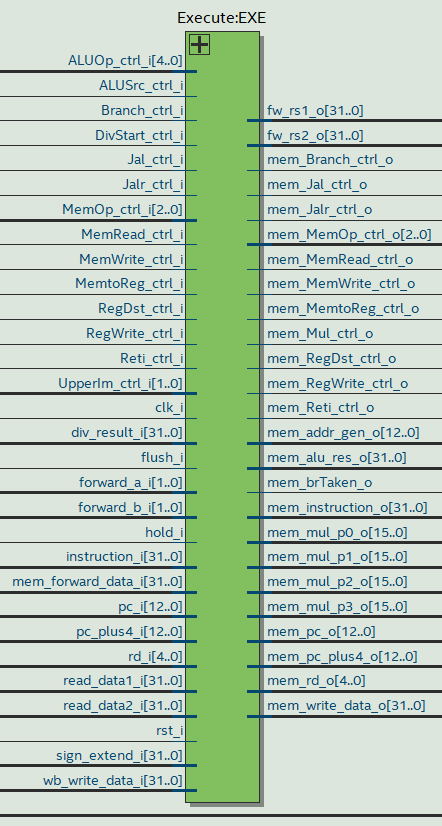 Execute:EXE
ALUOp_ctrl_i[4..0]
ALUSrc_ctrl_i
Branch_ctrl_i
DivStart_ctrl_i
Jal_ctrl_i
Jalr_ctrl_i
MemOp_ctrl_i[2..0]
MemRead_ctrl_i
MemWrite_ctrl_i
MemtoReg_ctrl_i
RegDst_ctrl_i
RegWrite_ctrl_i
Reti_ctrl_i
UpperIm_ctrl_i[1..0]
clk_i
div_result_i[31..0]
flush_i
forward_a_i[1..0]
forward_b_i[1..0]
hold_i
instruction_i[31..0]
mem_forward_data_i[31..0]
pc_i[12..0]
pc_plus4_i[12..0]
rd_i[4..0]
read_data1_i[31..0]
read_data2_i[31..0]
rst_i
sign_extend_i[31..0]
wb_write_data_i[31..0]
fw_rs1_o[31..0]
fw_rs2_o[31..0]
mem_Branch_ctrl_o
mem_Jal_ctrl_o
mem_Jalr_ctrl_o
mem_MemOp_ctrl_o[2..0]
mem_MemRead_ctrl_o
mem_MemWrite_ctrl_o
mem_MemtoReg_ctrl_o
mem_Mul_ctrl_o
mem_RegDst_ctrl_o
mem_RegWrite_ctrl_o
mem_Reti_ctrl_o
mem_addr_gen_o[12..0]
mem_alu_res_o[31..0]
mem_brTaken_o
mem_instruction_o[31..0]
mem_mul_p0_o[15..0]
mem_mul_p1_o[15..0]
mem_mul_p2_o[15..0]
mem_mul_p3_o[15..0]
mem_pc_o[12..0]
mem_pc_plus4_o[12..0]
mem_rd_o[4..0]
mem_write_data_o[31..0]